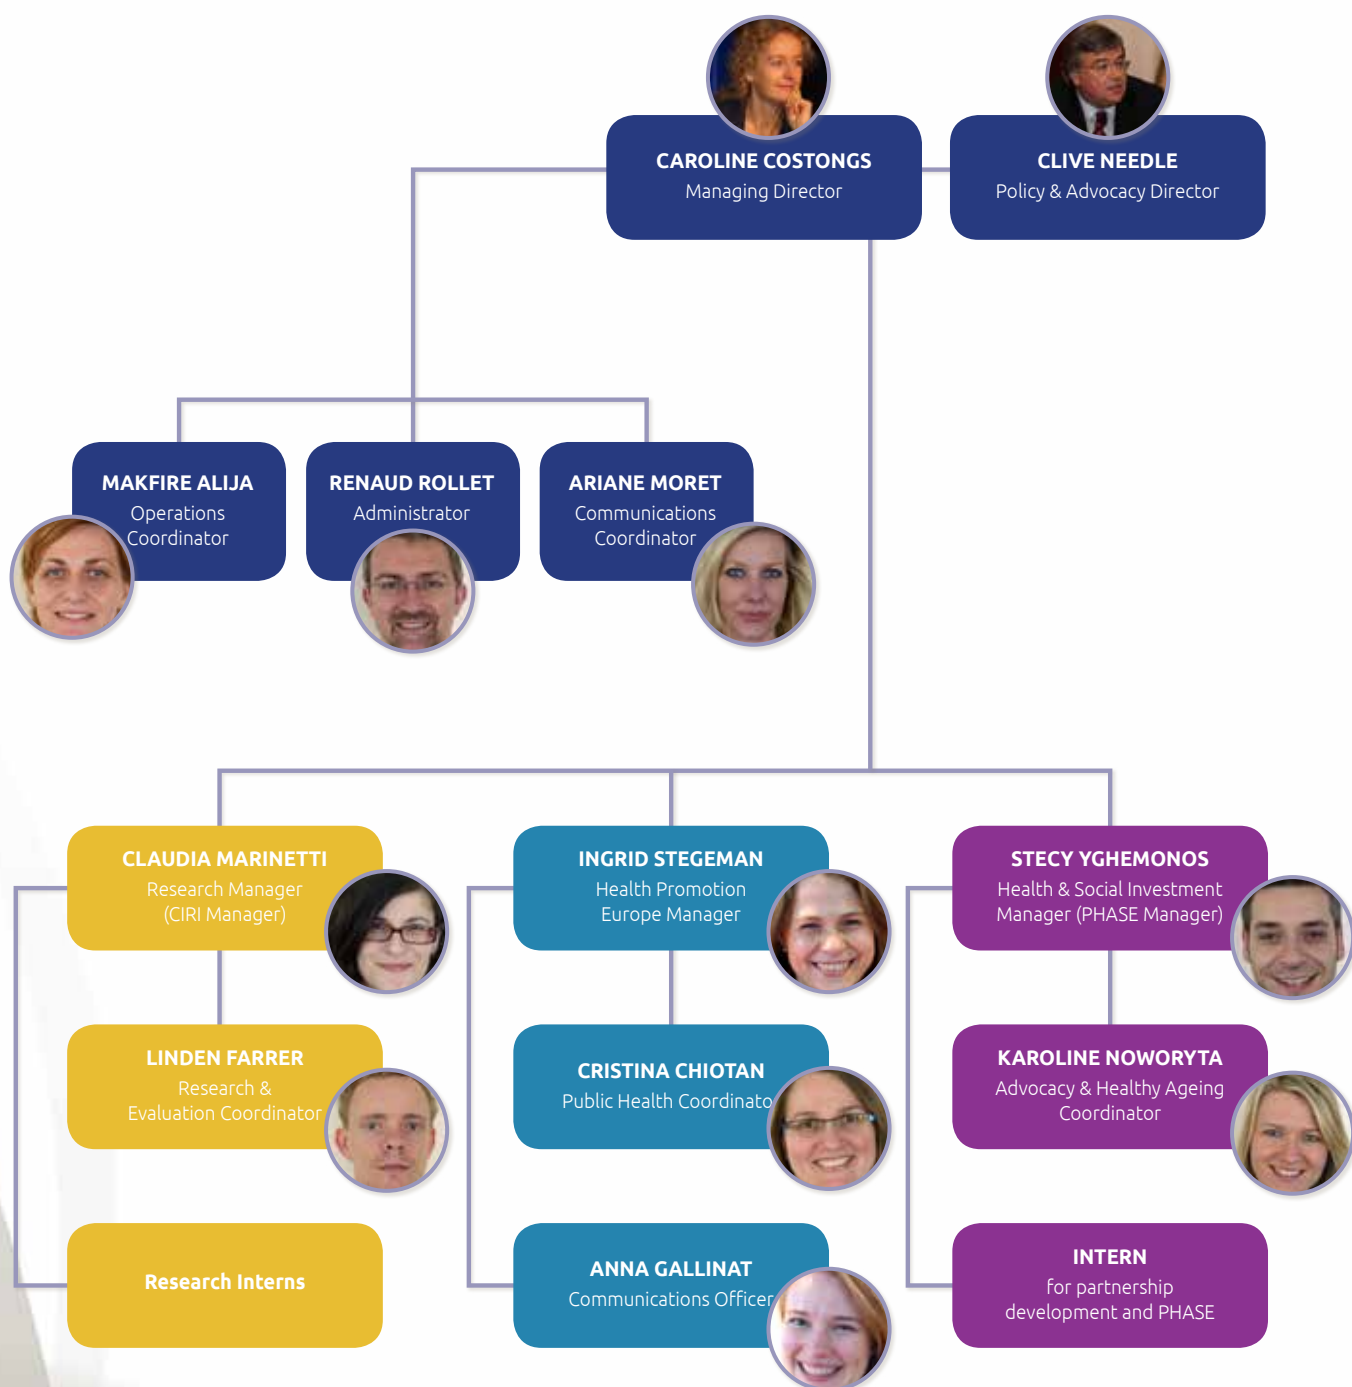 CAROLINE COSTONGS
Managing Director
CLIVE NEEDLE
Policy & Advocacy Director
MAKFIRE ALIJA
Operations
Coordinator
RENAUD ROLLET
Administrator
ARIANE MORET
Communications
Coordinator
CLAUDIA MARINETTI
Research Manager
(CIRI Manager)
INGRID STEGEMAN
Health Promotion
Europe Manager
STECY YGHEMONOS
Health & Social Investment
Manager (PHASE Manager)
LINDEN FARRER
Research &
Evaluation Coordinator
CRISTINA CHIOTAN
Public Health Coordinato
KAROLINE NOWORYTA
Advocacy & Healthy Ageing
Coordinator
Research Interns
ANNA GALLINAT
Communications Officer
INTERN
for partnership
development and PHASE